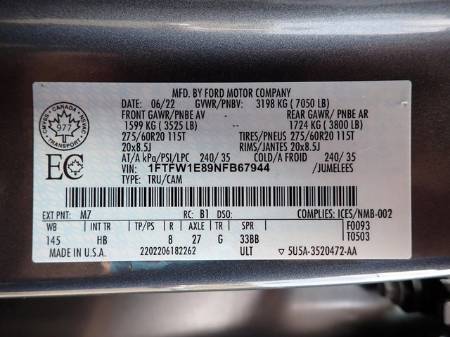 MFD. BY FORD MOTOR COMPANY
DATE: 06/22 GVWR/PNBV: 3198 KG ( 7050 LB)
FRONT GAWR/ PNBE AV REAR GAWR/ PNBE AR
1599 KG ( 3525 LB) 1724 KG ( 3800 LB)
275/60R20 115T TIRES/PNEUS 275/60R20 115T
20x8.5J RIMS/JANTES 20x8.5J
AT/A kPa/PSI/LPC 240/ 35 COLD/A FROID 240/ 35
VIN: 1FTFW1E89NFB67944 /JUMELEES
TYPE: TRU/CAM
CANADA
977
TRANSPORT
EC
EXT PNT: M7 RC: B1 DSO: COMPLIES: ICES/NMB-002
WB INT TR TP/PS R AXLE TR SPR F0093
145 HB 8 27 G 33BB T0503
MADE IN U.S.A. 2202206182262 ULT 5U5A-3520472-AA